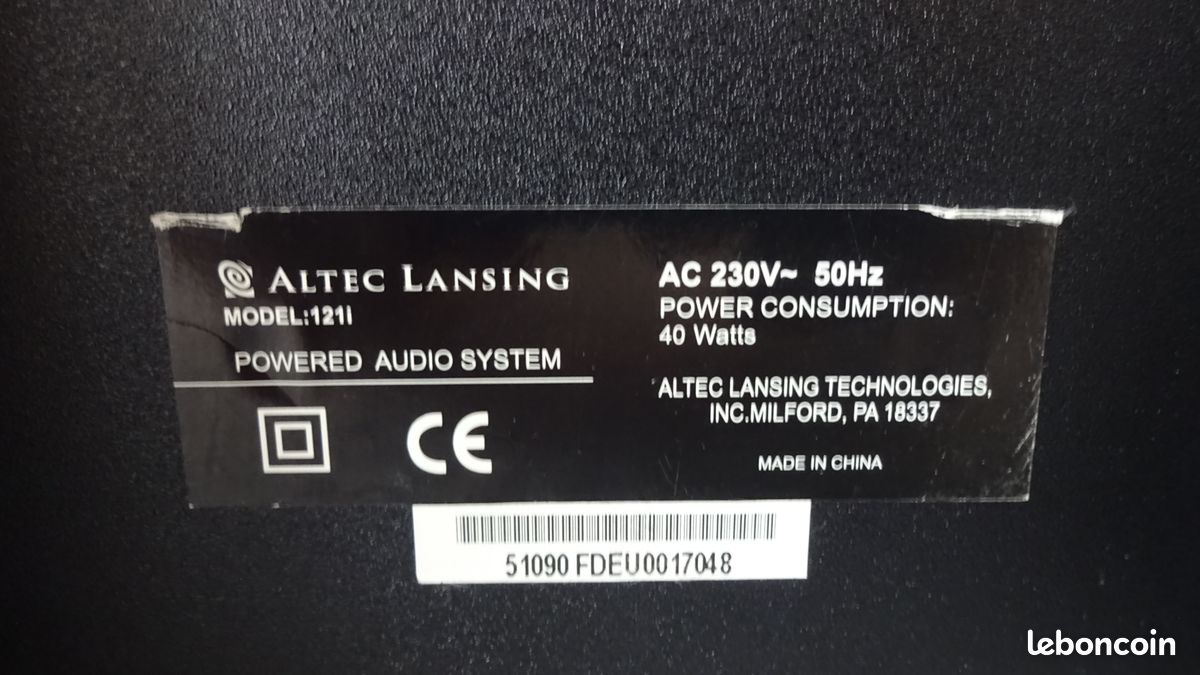 ALTEC LANSING
MODEL:121i
POWERED AUDIO SYSTEM
CE
AC 230V~ 50Hz
POWER CONSUMPTION:
40 Watts
ALTEC LANSING TECHNOLOGIES,
INC.MILFORD, PA 18337
MADE IN CHINA
51090 FDEU0017048
leboncoin